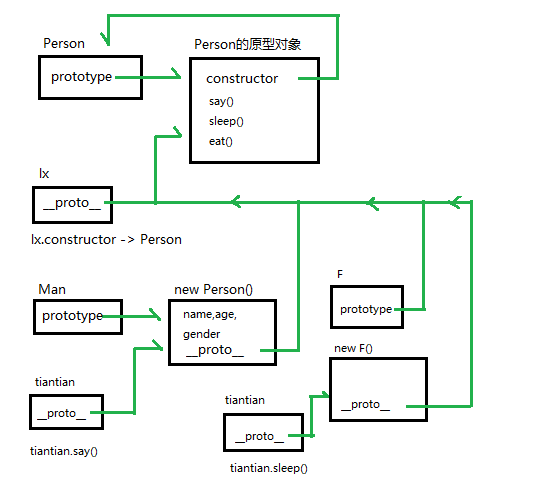 Person
Person的原型对象
prototype
constructor
say()
sleep()
eat()
lx
__proto__
lx.constructor -> Person
Man
new Person()
F
prototype
name,age,
gender
__proto__
prototype
new F()
tiantian
__proto__
tiantian
__proto__
__proto__
tiantian.say()
tiantian.sleep()